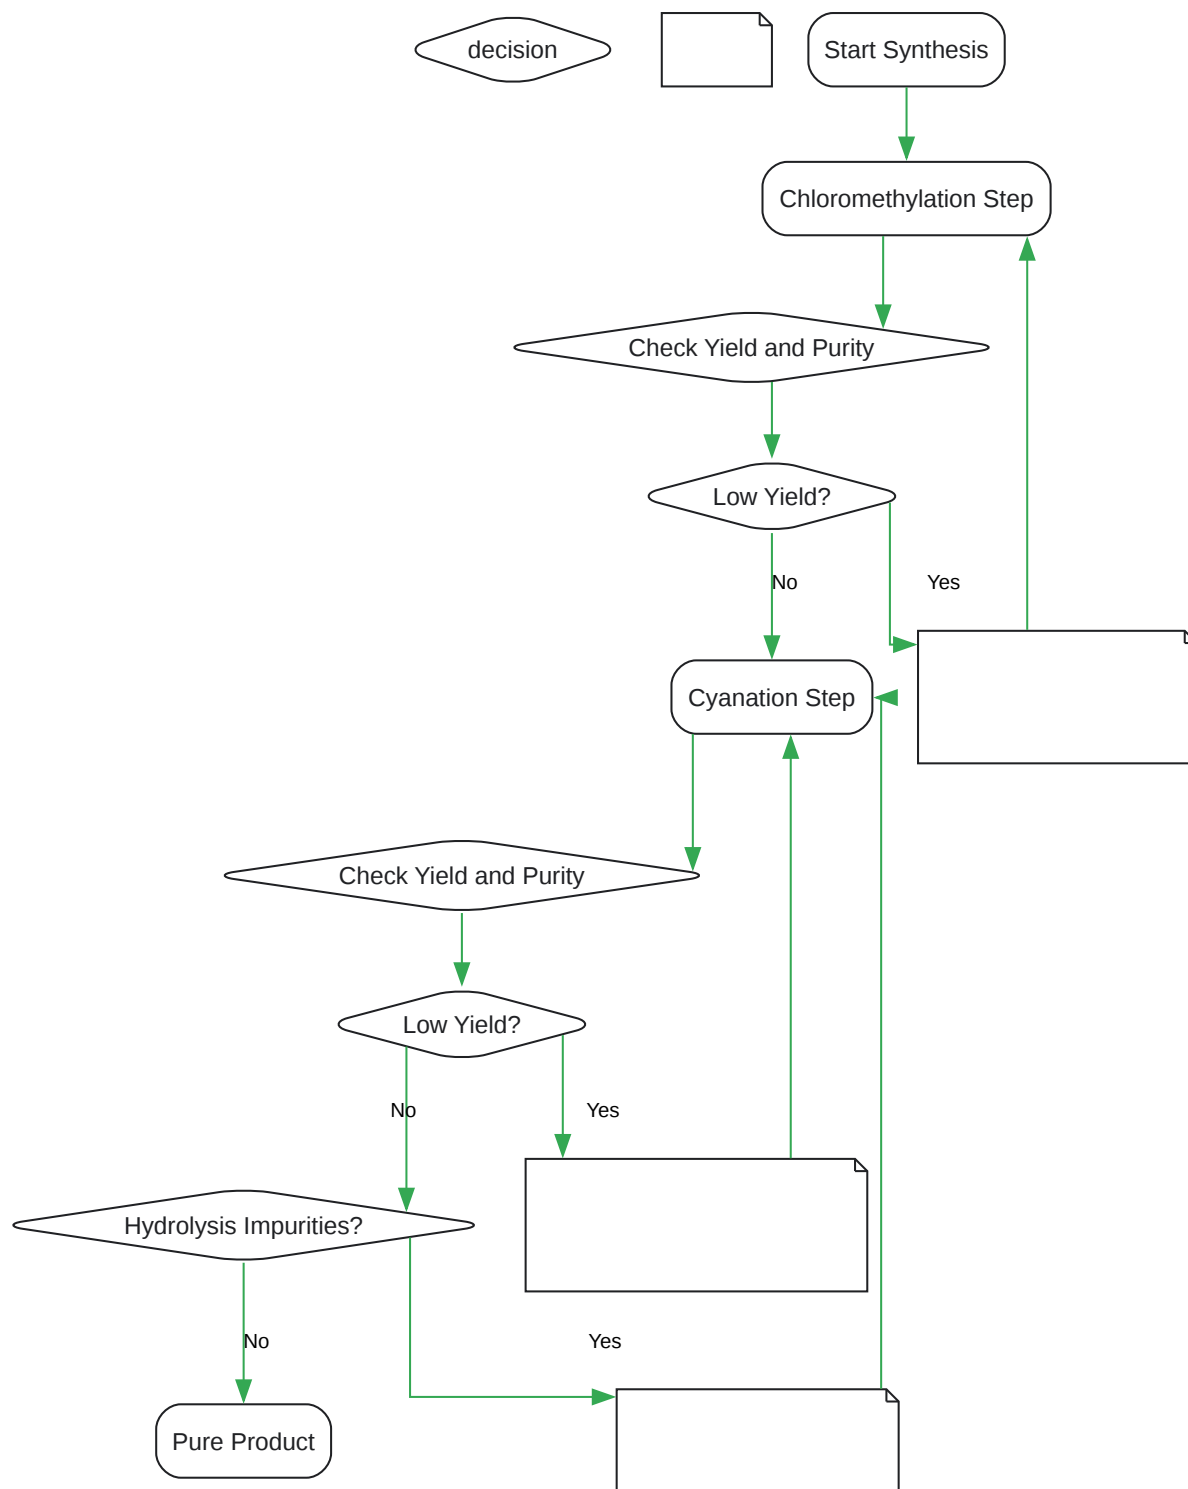 decision
Start Synthesis
Chloromethylation Step
Check Yield and Purity
Low Yield?
No
Yes
Cyanation Step
Check Yield and Purity
Low Yield?
No
Yes
Hydrolysis Impurities?
No
Yes
Pure Product